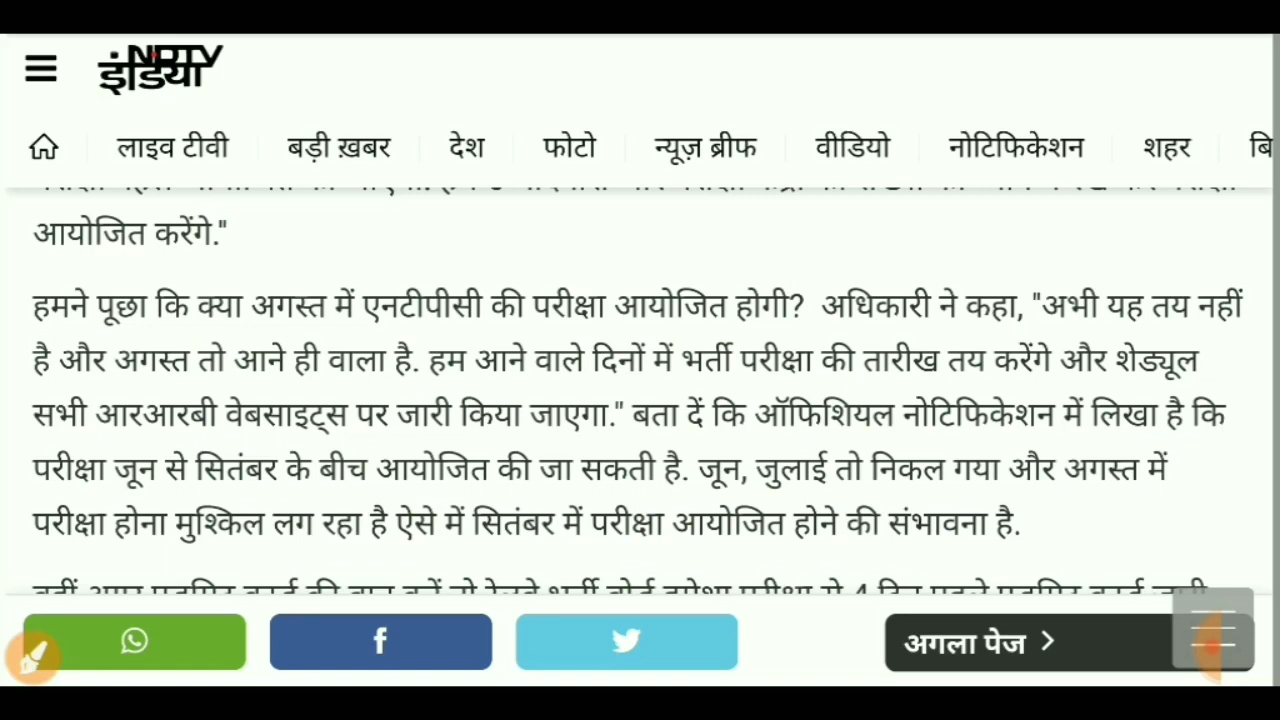 NDTV
इंडिया
लाइव टीवी बड़ी ख़बर देश फोटो न्यूज़ ब्रीफ वीडियो नोटिफिकेशन शहर बि
आयोजित करेंगे."
हमने पूछा कि क्या अगस्त में एनटीपीसी की परीक्षा आयोजित होगी? अधिकारी ने कहा, "अभी यह तय नहीं
है और अगस्त तो आने ही वाला है. हम आने वाले दिनों में भर्ती परीक्षा की तारीख तय करेंगे और शेड्यूल
सभी आरआरबी वेबसाइट्स पर जारी किया जाएगा." बता दें कि ऑफिशियल नोटिफिकेशन में लिखा है कि
परीक्षा जून से सितंबर के बीच आयोजित की जा सकती है. जून, जुलाई तो निकल गया और अगस्त में
परीक्षा होना मुश्किल लग रहा है ऐसे में सितंबर में परीक्षा आयोजित होने की संभावना है.
अगला पेज